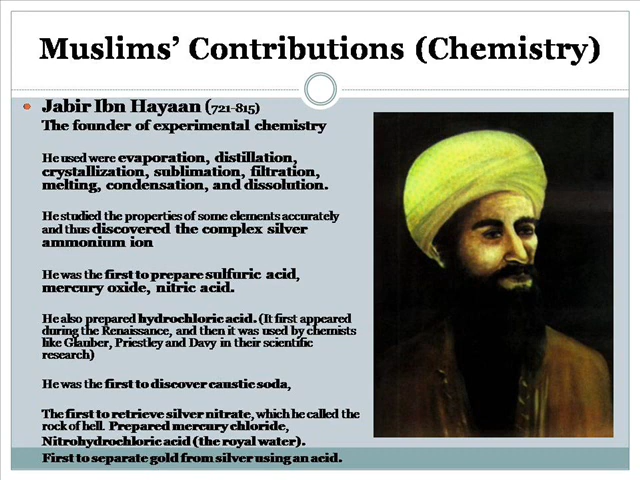 Muslims' Contributions (Chemistry)
Jabir Ibn Hayaan (721-815)
The founder of experimental chemistry
He used were evaporation, distillation,
crystallization, sublimation, filtration,
melting, condensation, and dissolution.
He studied the properties of some elements accurately
and thus discovered the complex silver
ammonium ion
He was the first to prepare sulfuric acid,
mercury oxide, nitric acid.
He also prepared hydrochloric acid. (It first appeared
during the Renaissance, and then it was used by chemists
like Glauber, Priestley and Davy in their scientific
research)
He was the first to discover caustic soda,
The first to retrieve silver nitrate, which he called the
rock of hell. Prepared mercury chloride,
Nitrohydrochloric acid (the royal water).
First to separate gold from silver using an acid.